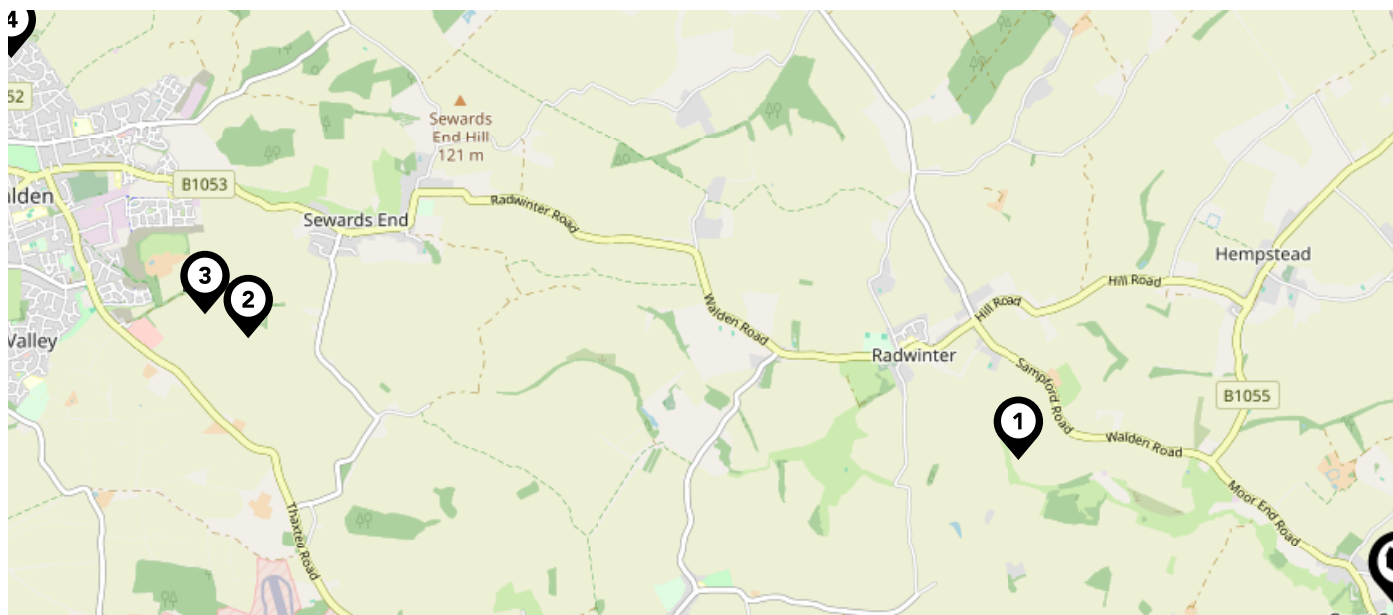 4
52
Sewards
End Hill
121 m
B1053
alden
Sewards End
Radwinter Road
3
2
Valley
Thaxted Road
Walden Road
Radwinter
Hill Road
Hill Road
Hempstead
Sampford Road
B1055
1
Walden Road
Moor End Road